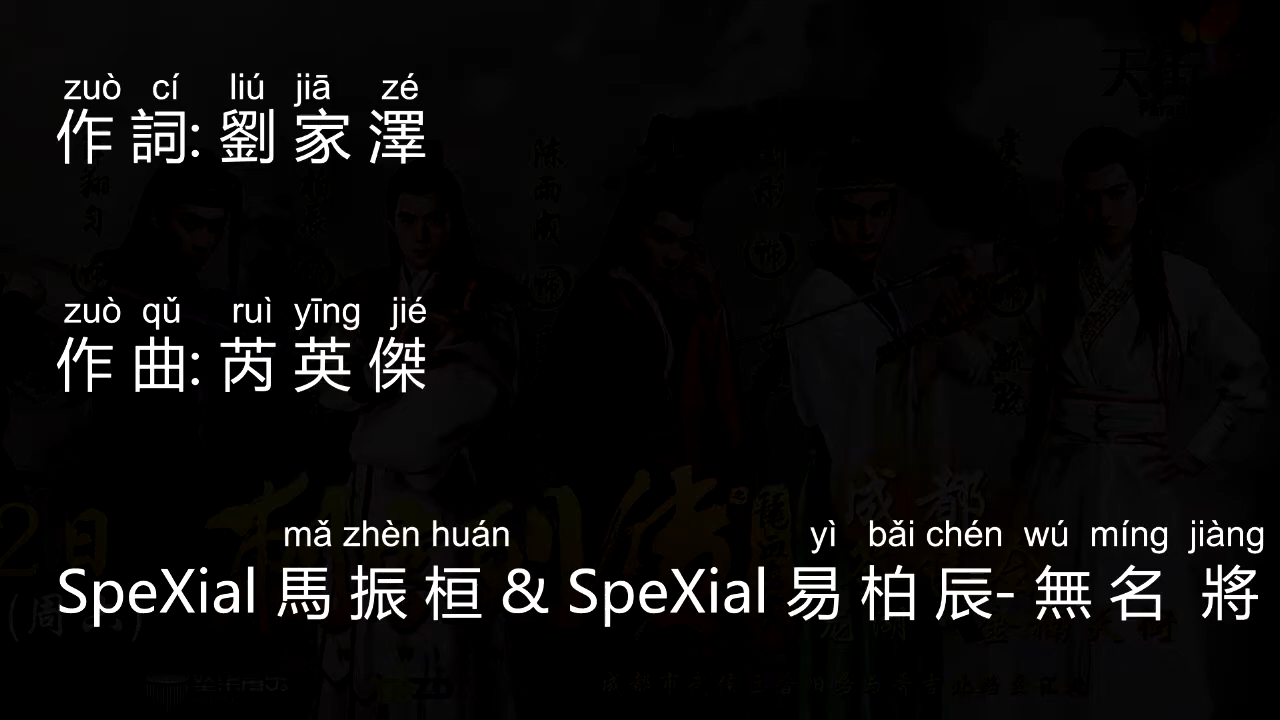 zuò cí liú jiā zé
作 詞: 劉 家 澤
zuò qǔ ruì yīng jié
作 曲: 芮 英 傑
mǎ zhèn huán yì bǎi chén wú míng jiàng
SpeXial 馬 振 桓 & SpeXial 易 柏 辰- 無 名 將